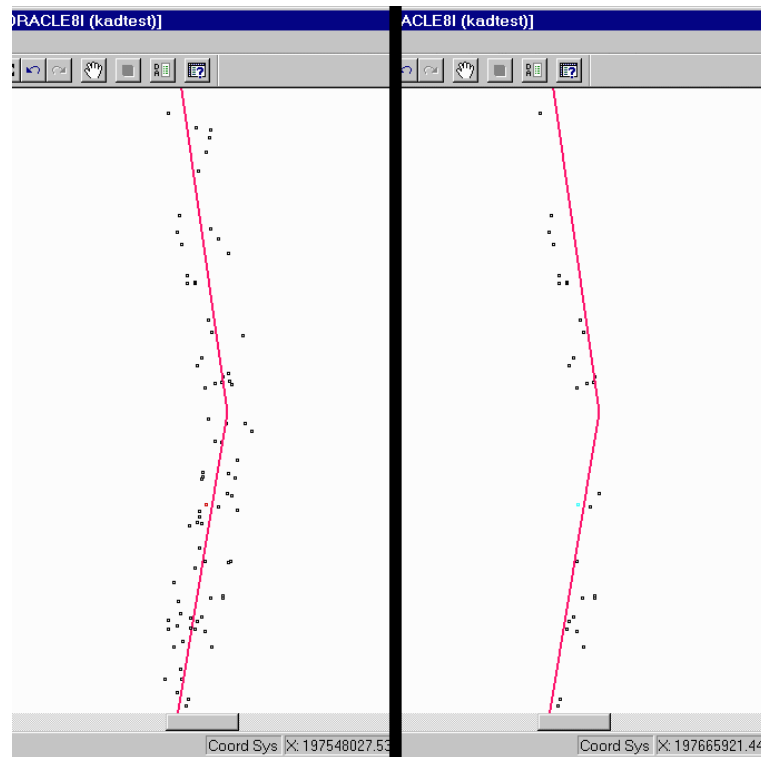 ORACLE8I (kadtest)]
ACLE8I (kadtest)]
Coord Sys X: 197548027.53
Coord Sys X: 197665921.44